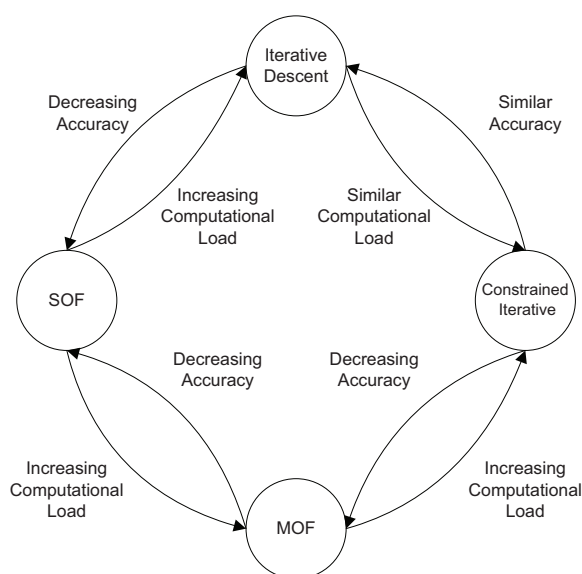 Iterative
Descent
Decreasing
Accuracy
Similar
Accuracy
Increasing
Computational
Load
Similar
Computational
Load
SOF
Constrained
Iterative
Decreasing
Accuracy
Decreasing
Accuracy
Increasing
Computational
Load
Increasing
Computational
Load
MOF